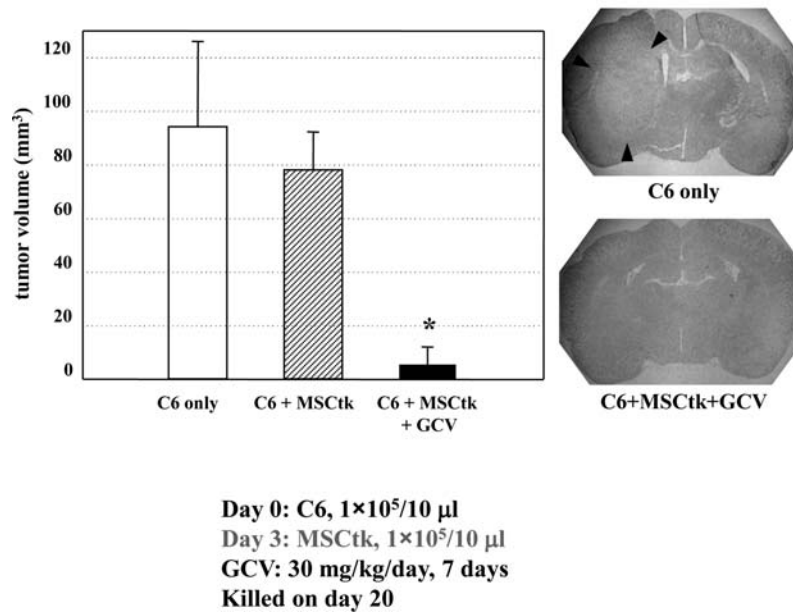 tumor volume (mm³)
120
100
80
60
40
20
0
*
C6 only
C6 + MSCtk
C6 + MSCtk
+ GCV
C6 only
C6+MSCtk+GCV
Day 0: C6, 1×10⁵/10 μl
Day 3: MSCtk, 1×10⁵/10 μl
GCV: 30 mg/kg/day, 7 days
Killed on day 20